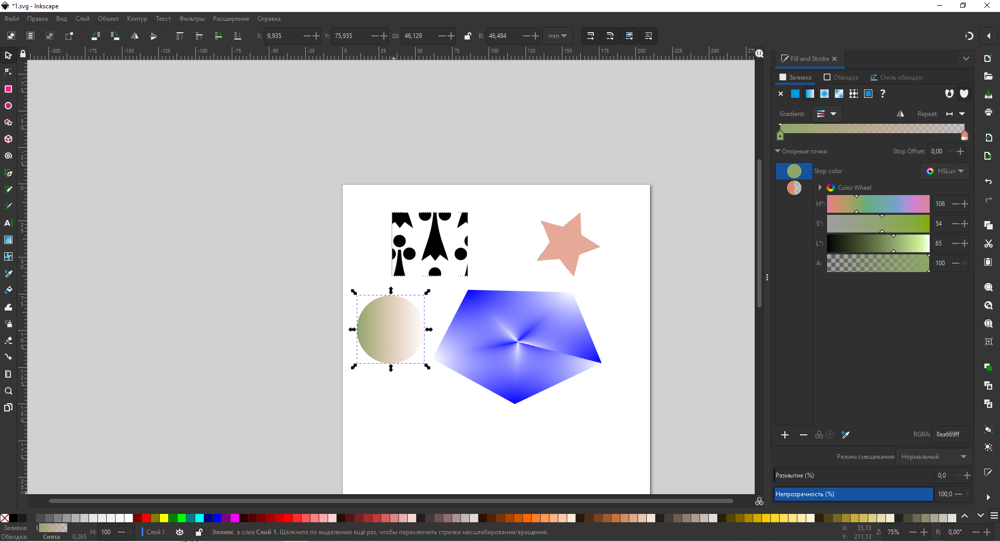 *1.svg - Inkscape
Файл Правка Вид Слой Объект Контур Текст Фильтры Расширения Справка
X: 9,935 Y: 75,935 Ш: 46,129 В: 46,484 mm
-200 -175 -150 -125 -100 -75 -50 -25 0 25 50 75 100 125 150 175 200 225 250 275
1:1
Fill and Stroke
Заливка Обводка Стиль обводки
?
Gradient: Repeat:
Опорные точки Stop Offset: 0,00
Stop color HSLuv
Color Wheel
H*: 106
S*: 54
L*: 65
A: 100
RGBA: 8ea669ff
Режим смешивания: Нормальный
Размытие (%) 0,0
Непрозрачность (%) 100,0
Заливка: L
Обводка: Снята 0,265
Н: 100
Слой 1
Эллипс в слое Слой 1. Щёлкните по выделению ещё раз, чтобы переключить стрелки масштабирования/вращения.
X: 35,13
Y: 211,13
Z: 75%
R: 0,00°